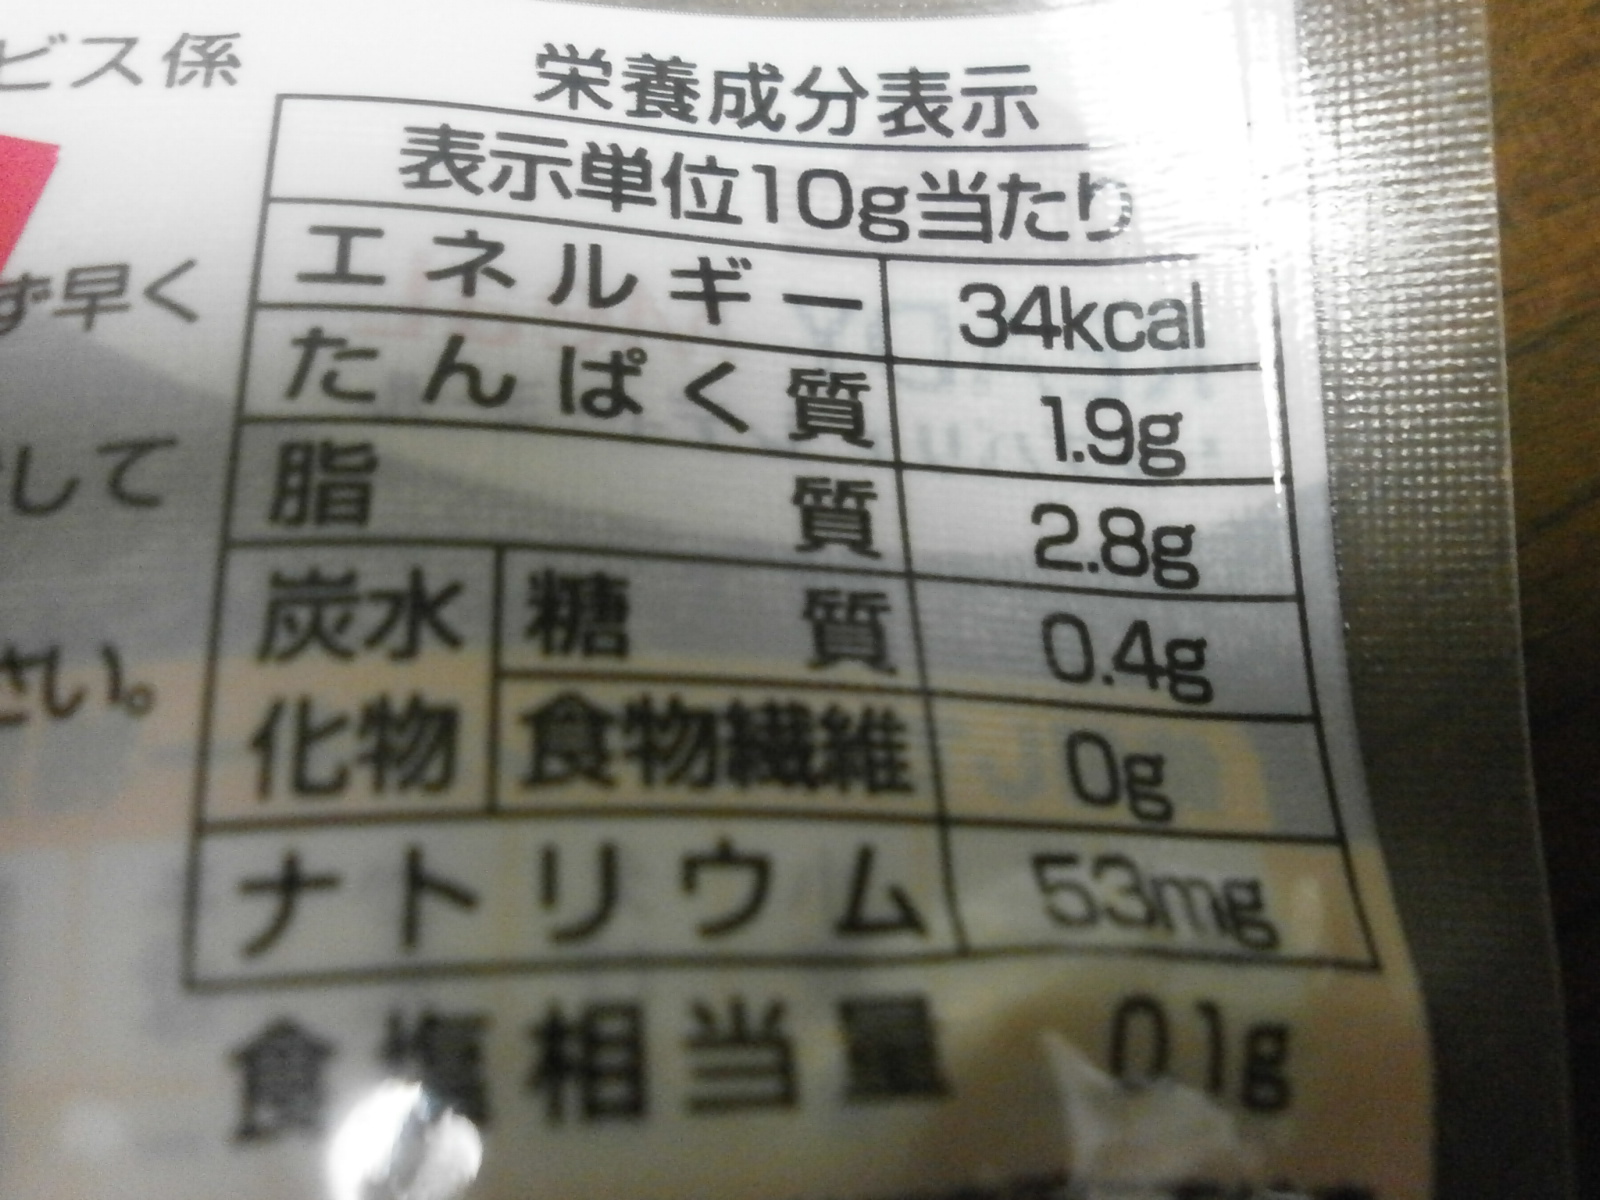 ビス係
ず早く
して
さい。
栄養成分表示
表示単位10g当たり
エネルギー 34kcal
たんぱく質 1.9g
脂質 2.8g
炭水化物 糖質 0.4g
食物繊維 0g
ナトリウム 53mg
食塩相当量 0.1g